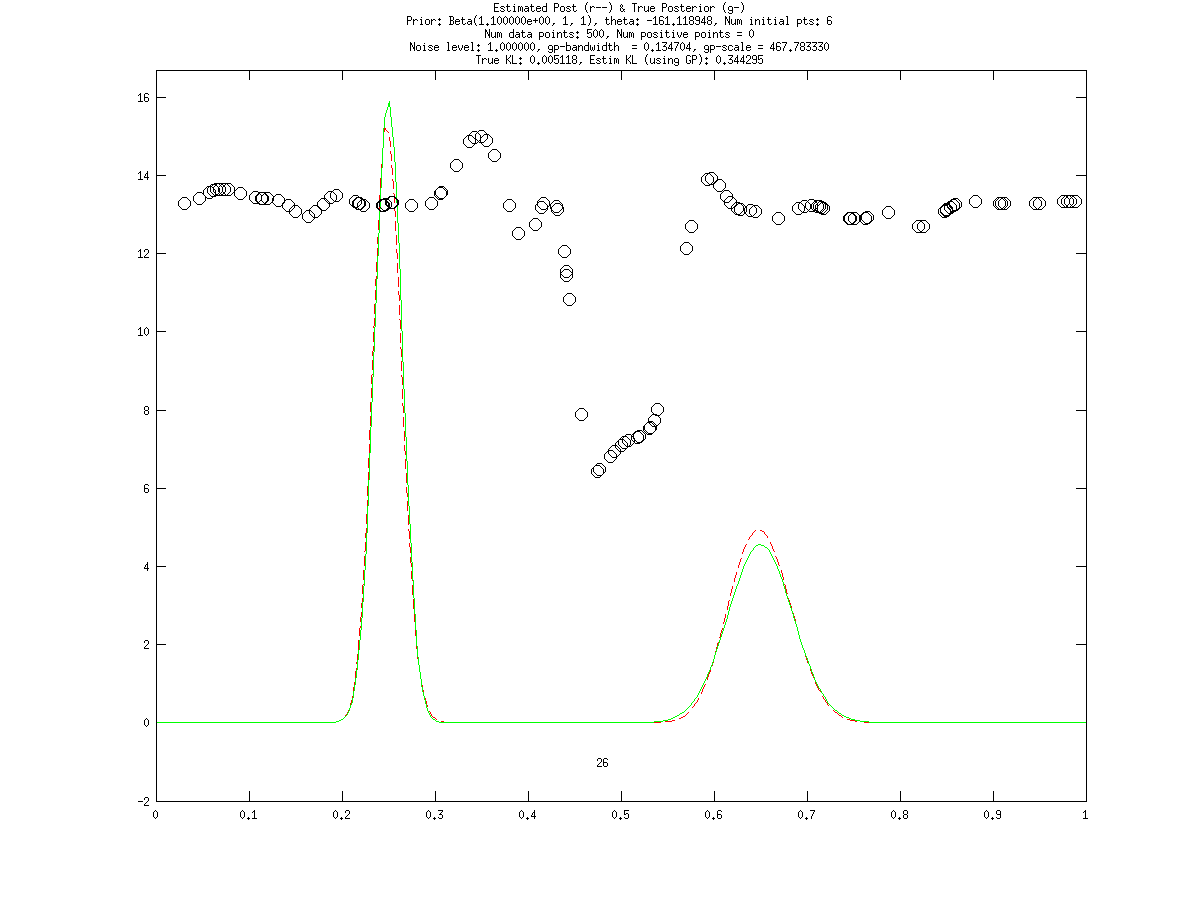 Estimated Post (r--) & True Posterior (g-)
Prior: Beta(1.100000e+00, 1, 1), theta: -161.118948, Num initial pts: 6
Num data points: 500, Num positive points = 0
Noise level: 1.000000, gp-bandwidth  = 0.134704, gp-scale = 467.783330
True KL: 0.005118, Estim KL (using GP): 0.344295
16
14
12
10
8
6
4
2
0
26
-2
0 0.1 0.2 0.3 0.4 0.5 0.6 0.7 0.8 0.9 1